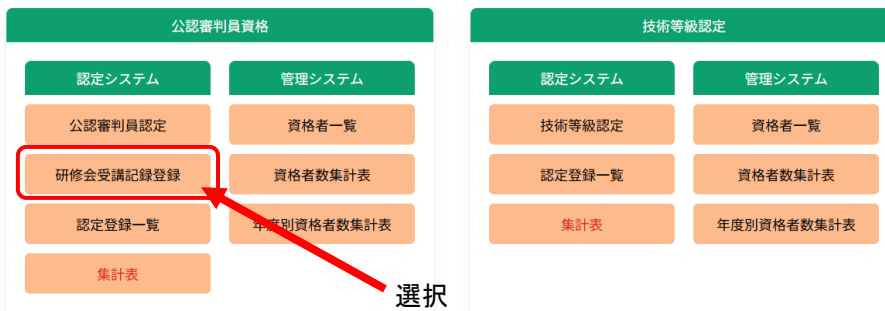 公認審判員資格
認定システム
管理システム
公認審判員認定
資格者一覧
研修会受講記録登録
資格者数集計表
認定登録一覧
年度別資格者数集計表
集計表
選択
技術等級認定
認定システム
管理システム
技術等級認定
資格者一覧
認定登録一覧
資格者数集計表
集計表
年度別資格者数集計表